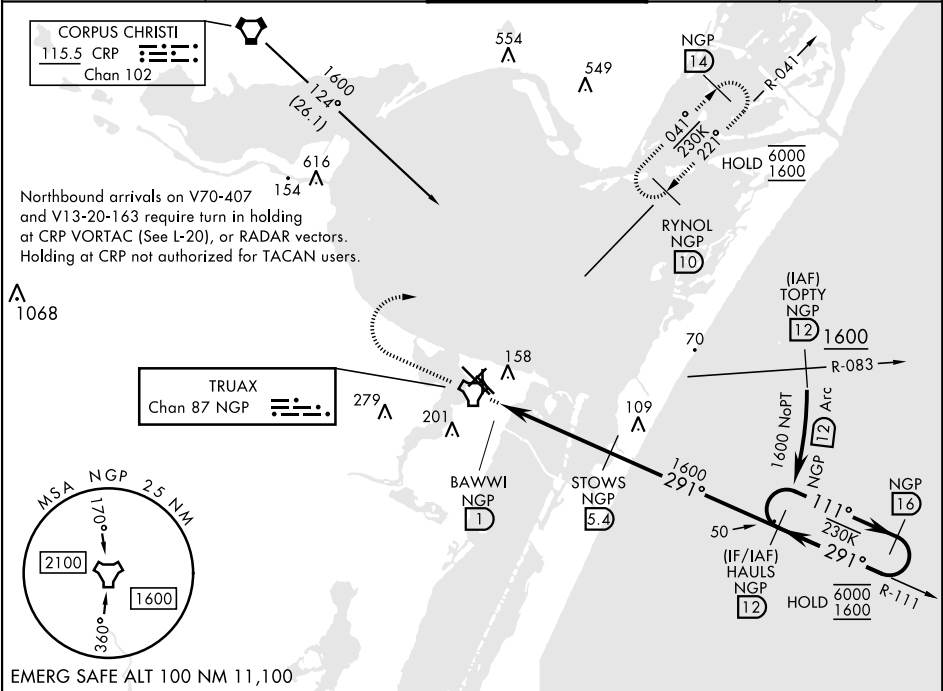 CORPUS CHRISTI
115.5 CRP
Chan 102
1600
124°
(26.1)
554
549
NGP
14
R-041
041°
230K
221°
HOLD 6000
1600
RYNOL
NGP
10
616
154
Northbound arrivals on V70-407
and V13-20-163 require turn in holding
at CRP VORTAC (See L-20), or RADAR vectors.
Holding at CRP not authorized for TACAN users.
1068
(IAF)
TOPTY
NGP
12
1600
R-083
70
158
TRUAX
Chan 87 NGP
279
201
109
1600 NoPT
NGP 12 Arc
BAWWI
NGP
1
STOWS
NGP
5.4
1600
291°
NGP
16
111°
230K
291°
50
(IF/IAF)
HAULS
NGP
12
HOLD 6000
1600
R-111
MSA NGP 25 NM
170°
2100
1600
360°
EMERG SAFE ALT 100 NM 11,100